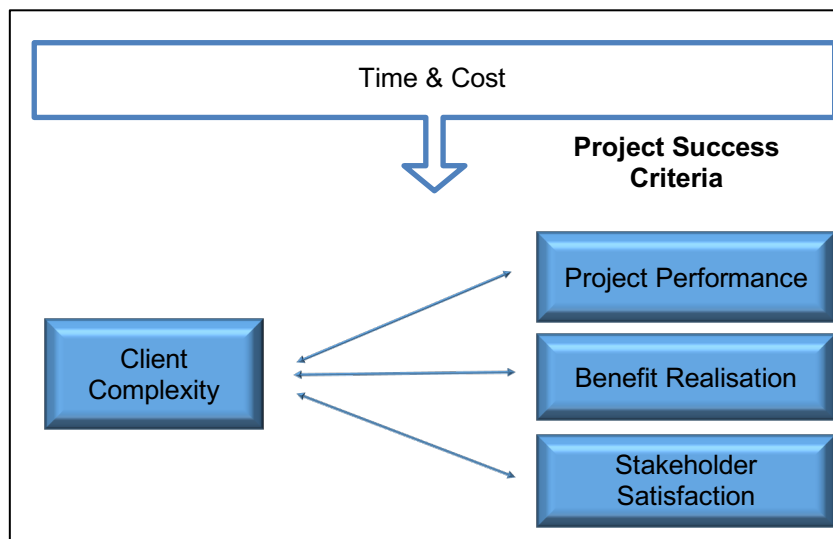 Time & Cost
Project Success
Criteria
Project Performance
Client
Complexity
Benefit Realisation
Stakeholder
Satisfaction